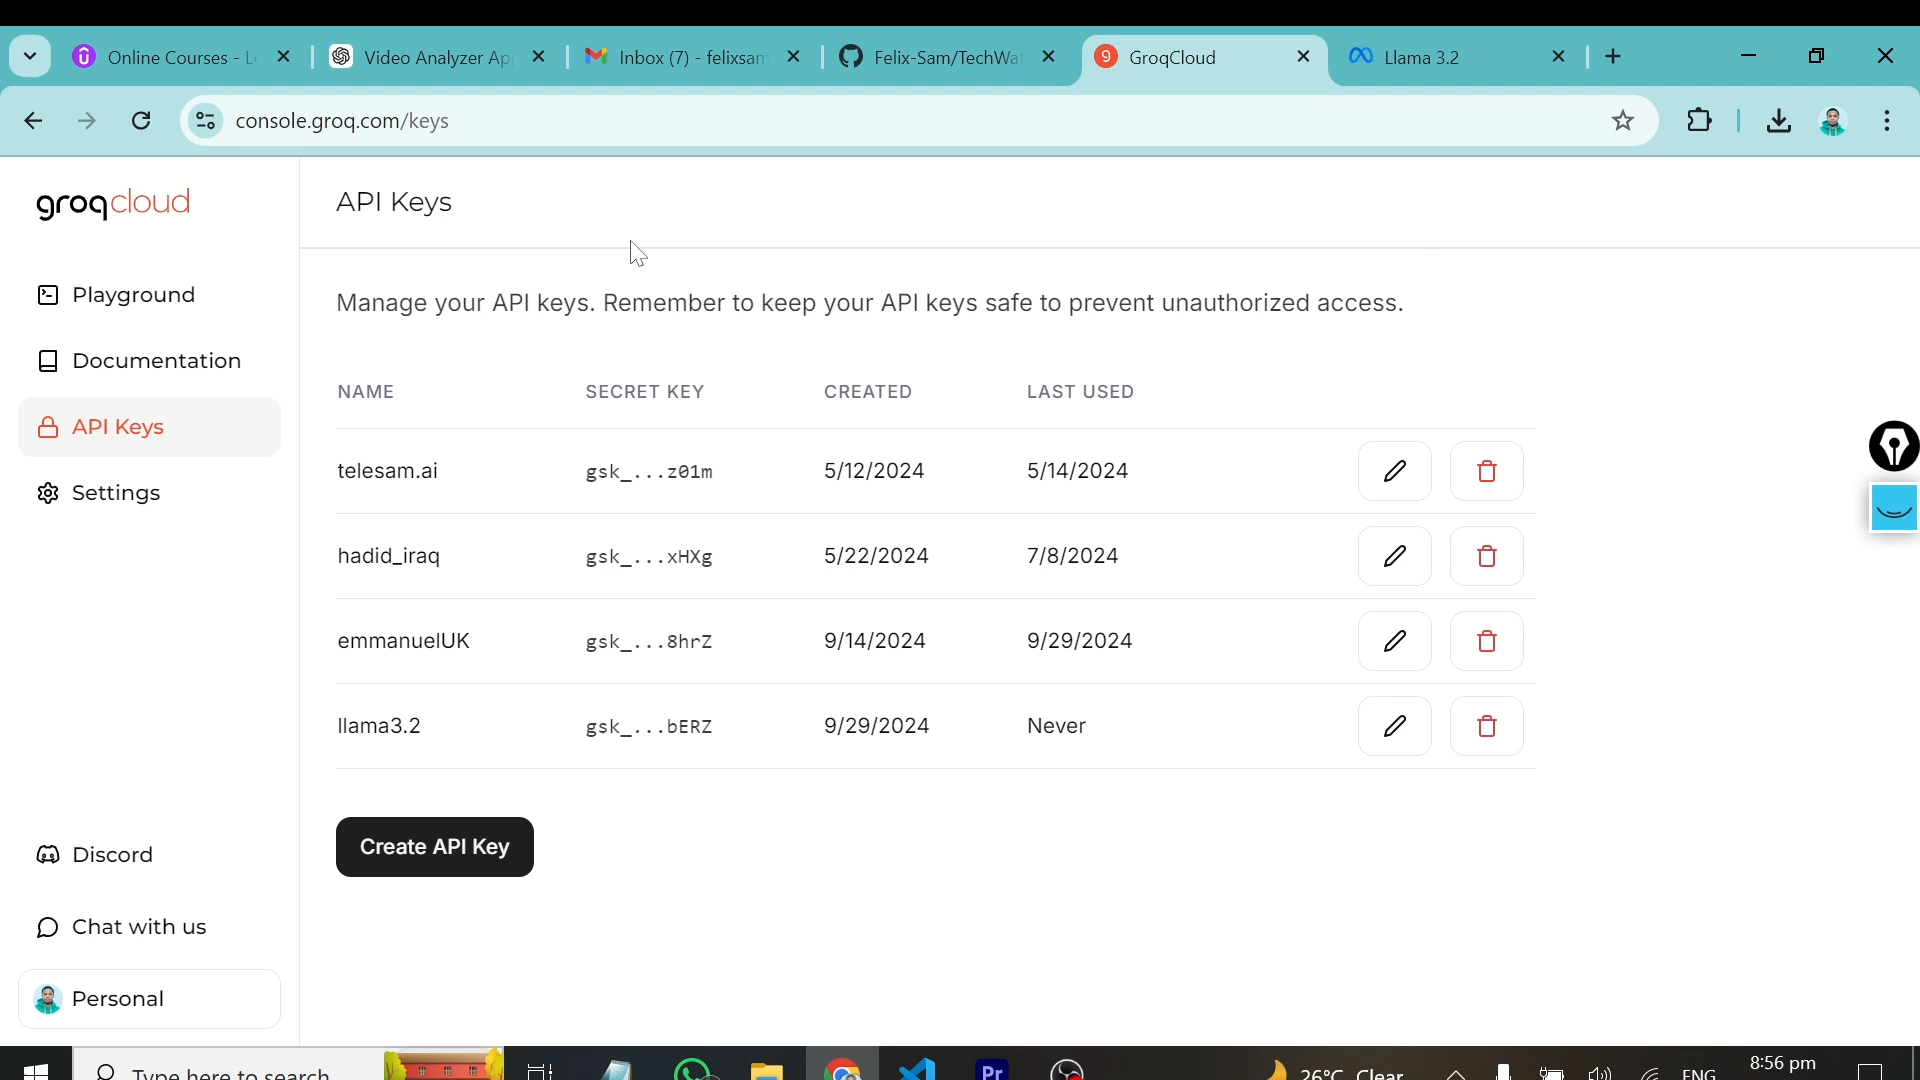 Online Courses - Le
Video Analyzer App
Inbox (7) - felixsam
Felix-Sam/TechWat
GroqCloud
Llama 3.2
console.groq.com/keys
groqcloud
Playground
Documentation
API Keys
Settings
Discord
Chat with us
Personal
API Keys
Manage your API keys. Remember to keep your API keys safe to prevent unauthorized access.
NAME SECRET KEY CREATED LAST USED
telesam.ai gsk_...z01m 5/12/2024 5/14/2024
hadid_iraq gsk_...xHXg 5/22/2024 7/8/2024
emmanuelUK gsk_...8hrZ 9/14/2024 9/29/2024
llama3.2 gsk_...bERZ 9/29/2024 Never
Create API Key
Type here to search
Pr
26°C Clear
ENG
8:56 pm